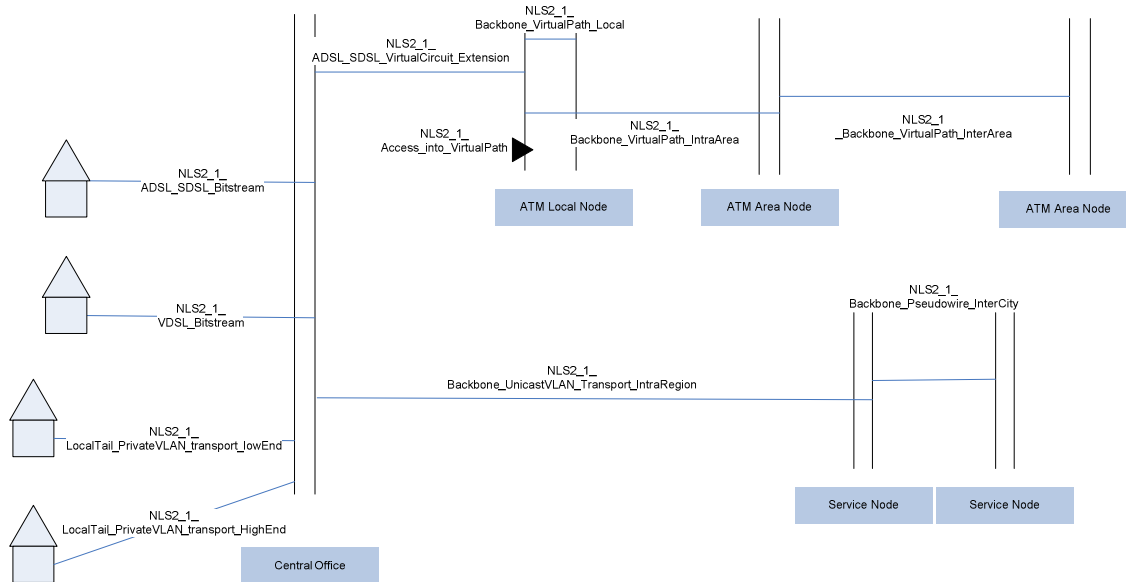 NLS2_1_
Backbone_VirtualPath_Local
NLS2_1_
ADSL_SDSL_VirtualCircuit_Extension
NLS2_1_
Access_into_VirtualPath
NLS2_1_
Backbone_VirtualPath_IntraArea
NLS2_1
_Backbone_VirtualPath_InterArea
NLS2_1_
ADSL_SDSL_Bitstream
ATM Local Node
ATM Area Node
ATM Area Node
NLS2_1_
VDSL_Bitstream
NLS2_1_
Backbone_Pseudowire_InterCity
NLS2_1_
Backbone_UnicastVLAN_Transport_IntraRegion
NLS2_1_
LocalTail_PrivateVLAN_transport_lowEnd
NLS2_1_
LocalTail_PrivateVLAN_transport_HighEnd
Service Node
Service Node
Central Office